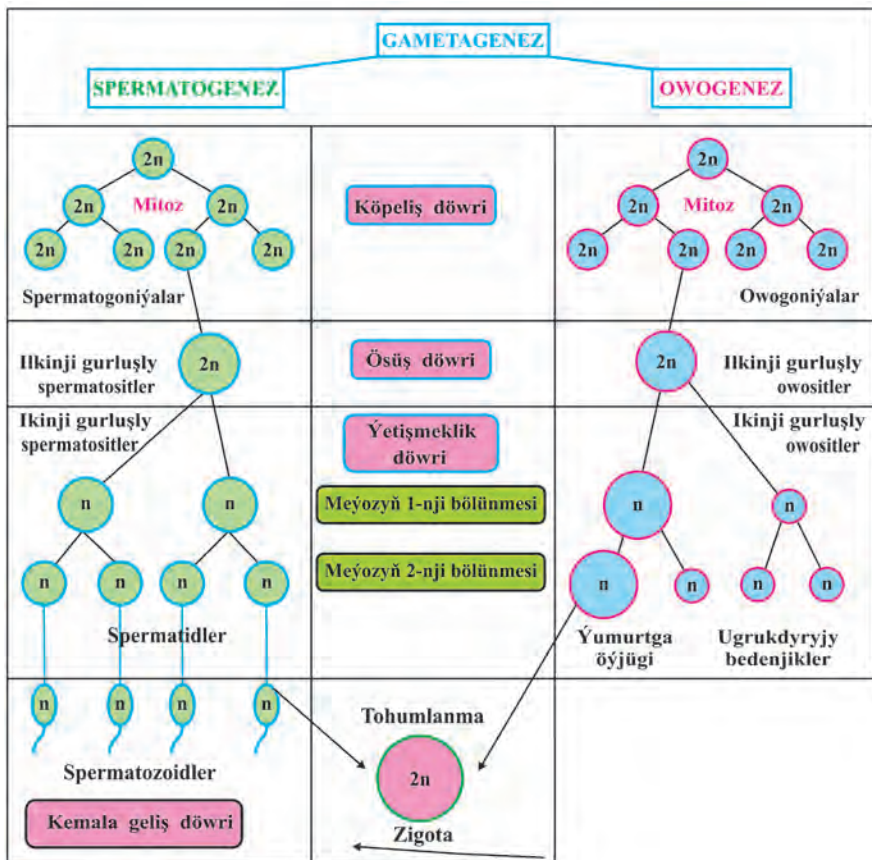 GAMETAGENEZ
SPERMATOGENEZ
OWOGENEZ
2n
2n
Mitoz
2n
2n
2n
2n
2n
Spermatogoniýalar
Köpeliş döwri
2n
2n
Mitoz
2n
2n
2n
2n
2n
Owogoniýalar
Ilkinji gurluşly
spermatositler
2n
Ösüş döwri
2n
Ilkinji gurluşly
owositler
Ikinji gurluşly
spermatositler
Ýetişmeklik
döwri
Ikinji gurluşly
owositler
n
n
Meýozyň 1-nji bölünmesi
n
n
n
n
n
n
Meýozyň 2-nji bölünmesi
n
n
n
n
Spermatidler
Ýumurtga
öýjügi
Ugrukdyryjy
bedenjikler
n
n
n
n
Spermatozoidler
Kemala geliş döwri
Tohumlanma
2n
Zigota